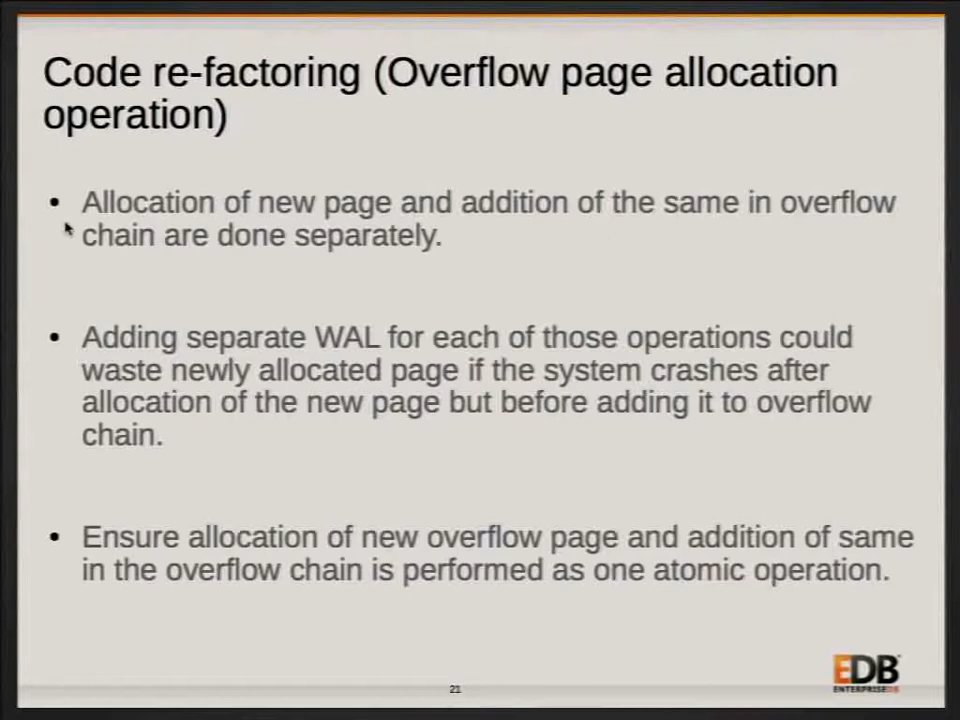 Code re-factoring (Overflow page allocation
operation)
• Allocation of new page and addition of the same in overflow
chain are done separately.
• Adding separate WAL for each of those operations could
waste newly allocated page if the system crashes after
allocation of the new page but before adding it to overflow
chain.
• Ensure allocation of new overflow page and addition of same
in the overflow chain is performed as one atomic operation.
EDB
ENTERPRISEDB
21